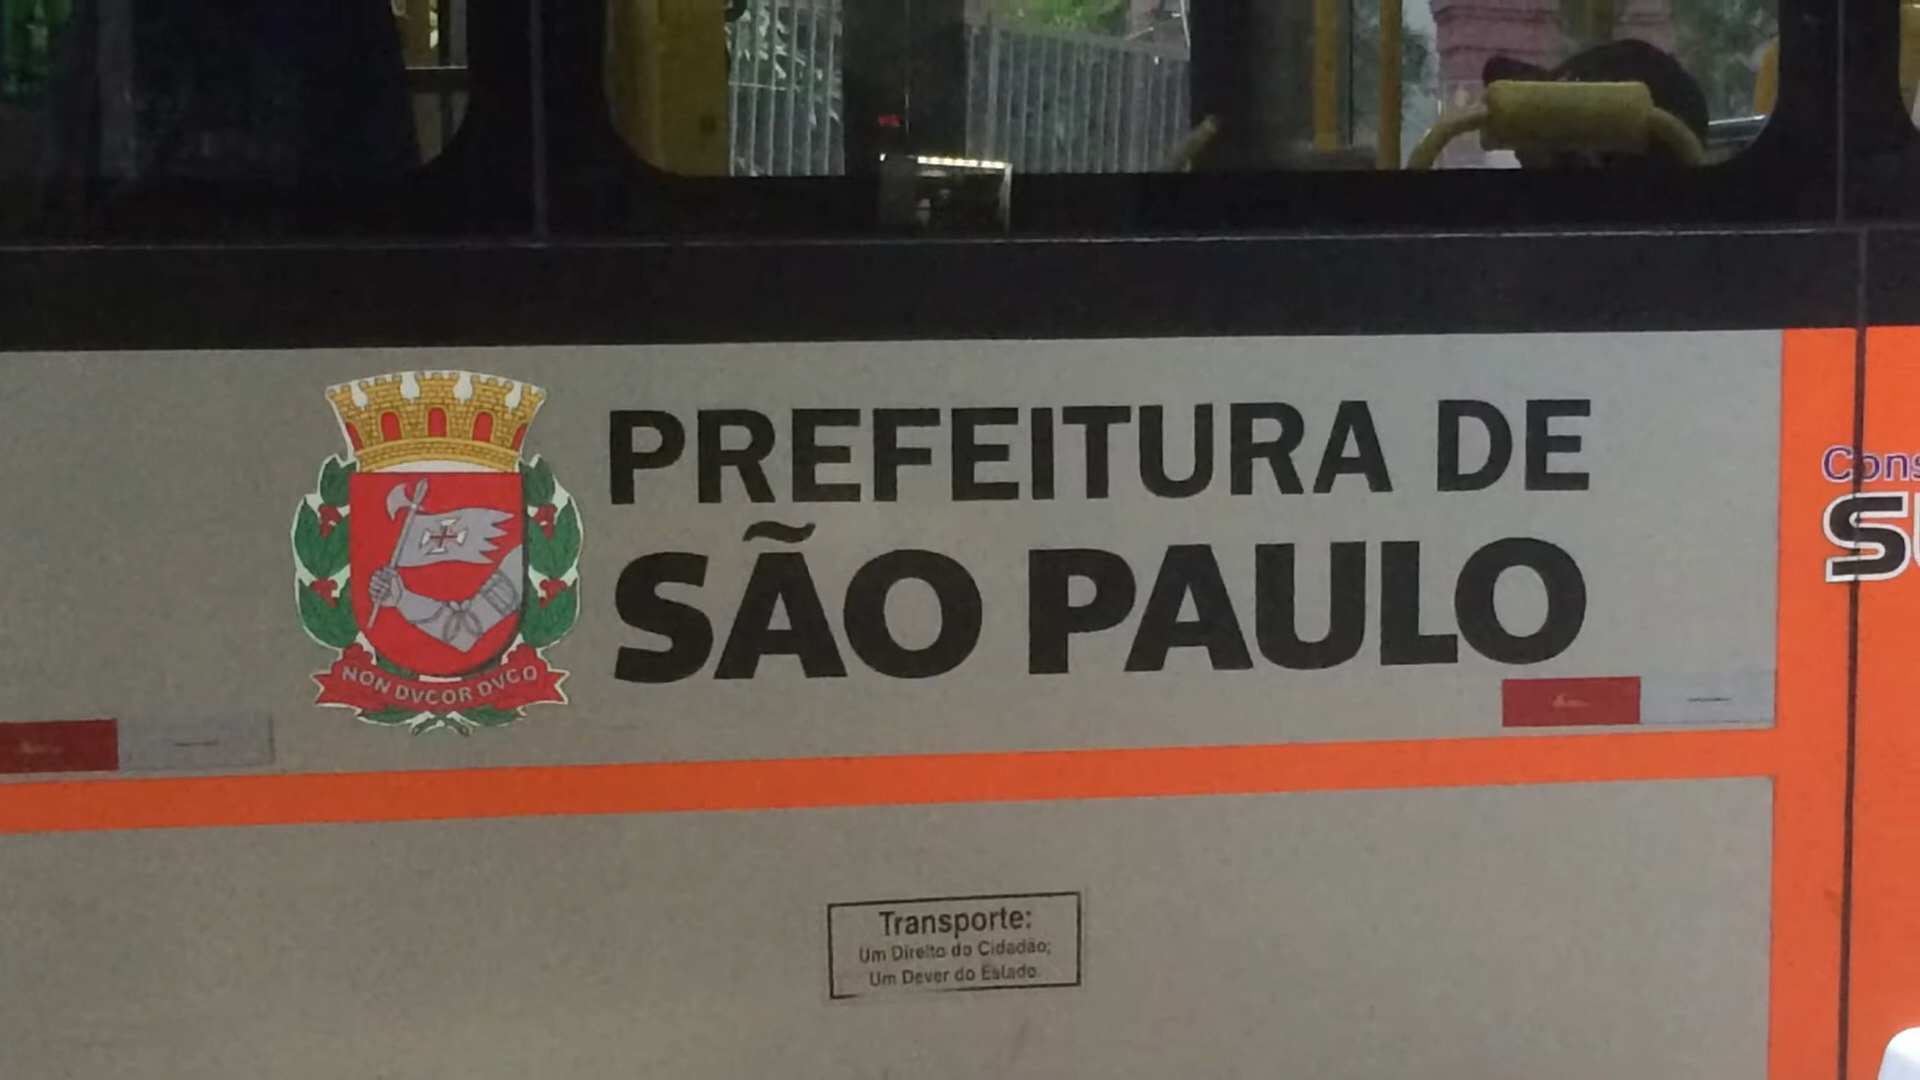 PREFEITURA DE
SÃO PAULO
NON DVCOR DVCO
Transporte:
Um Direito do Cidadão;
Um Dever do Estado.